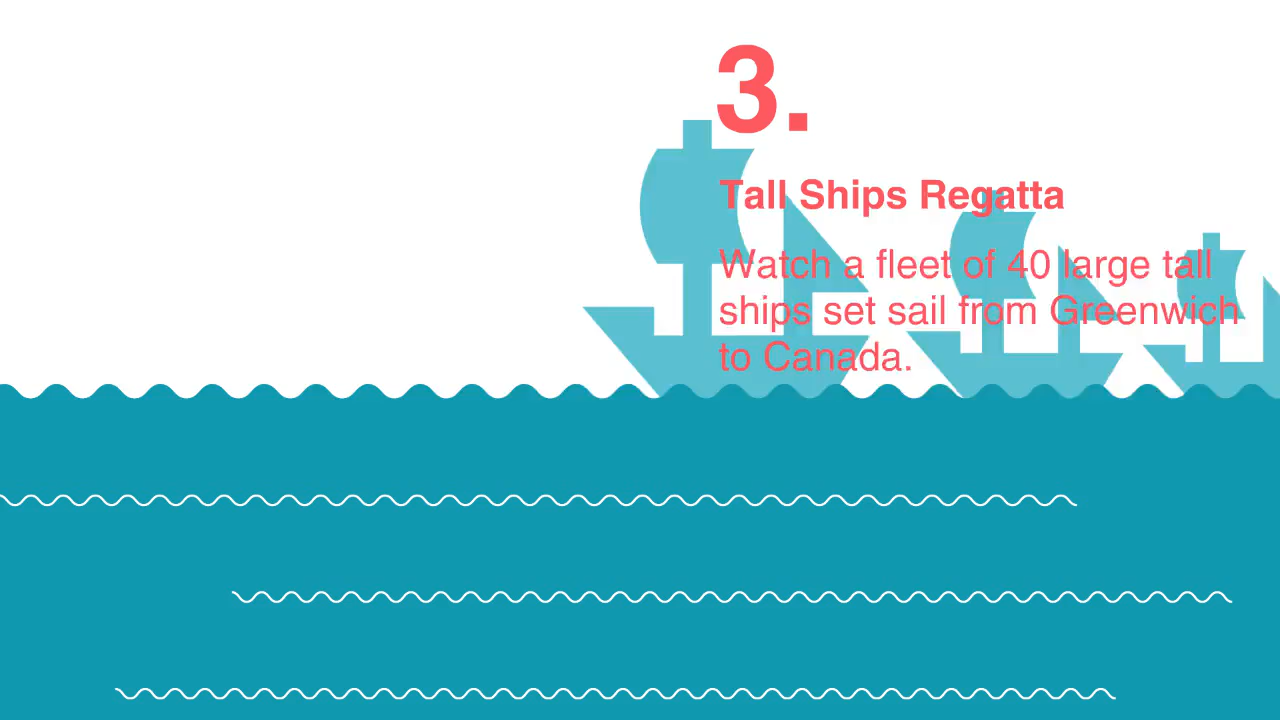 3.
Tall Ships Regatta
Watch a fleet of 40 large tall
ships set sail from Greenwich
to Canada.